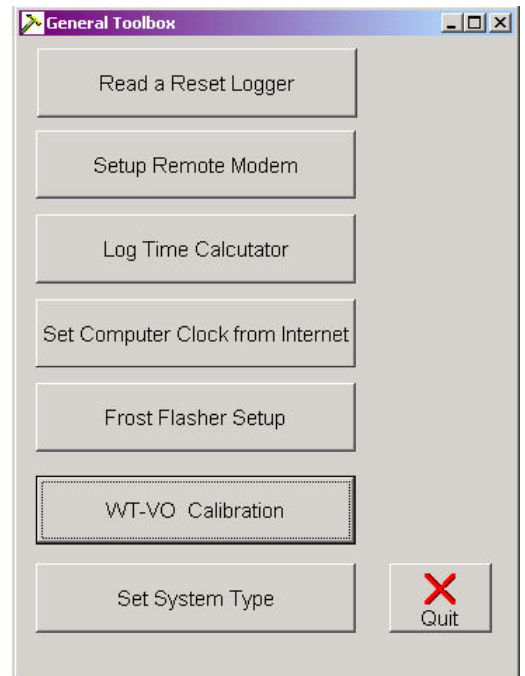 General Toolbox
Read a Reset Logger
Setup Remote Modem
Log Time Calcutator
Set Computer Clock from Internet
Frost Flasher Setup
WT-VO Calibration
Set System Type
Quit